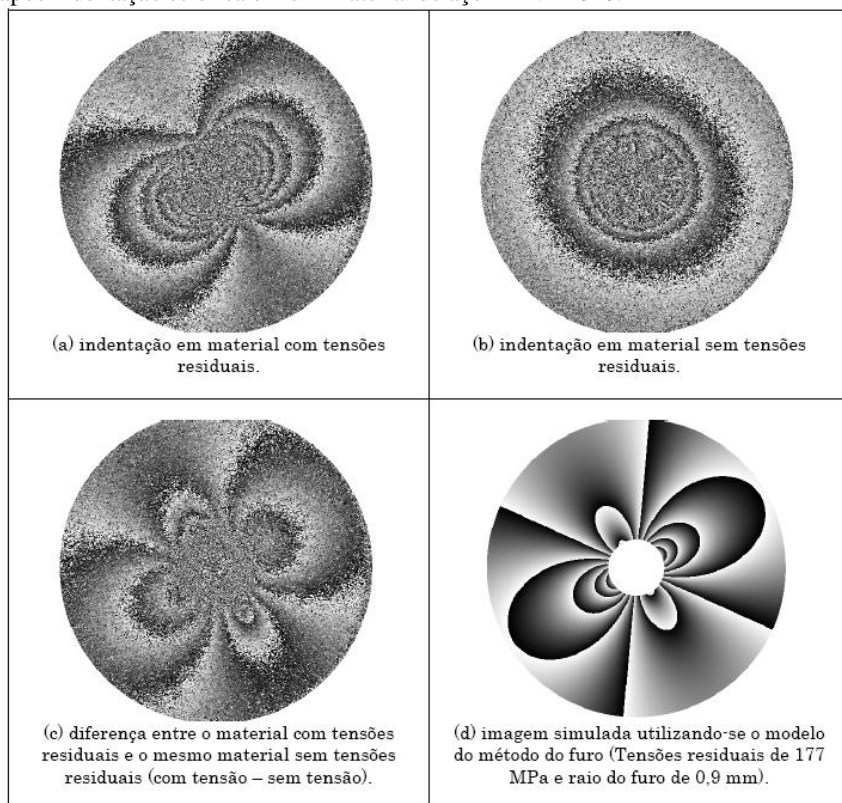 (a) indentação em material com tensões
residuais.
(b) indentação em material sem tensões
residuais.
(c) diferença entre o material com tensões
residuais e o mesmo material sem tensões
residuais (com tensão – sem tensão).
(d) imagem simulada utilizando-se o modelo
do método do furo (Tensões residuais de 177
MPa e raio do furo de 0,9 mm).